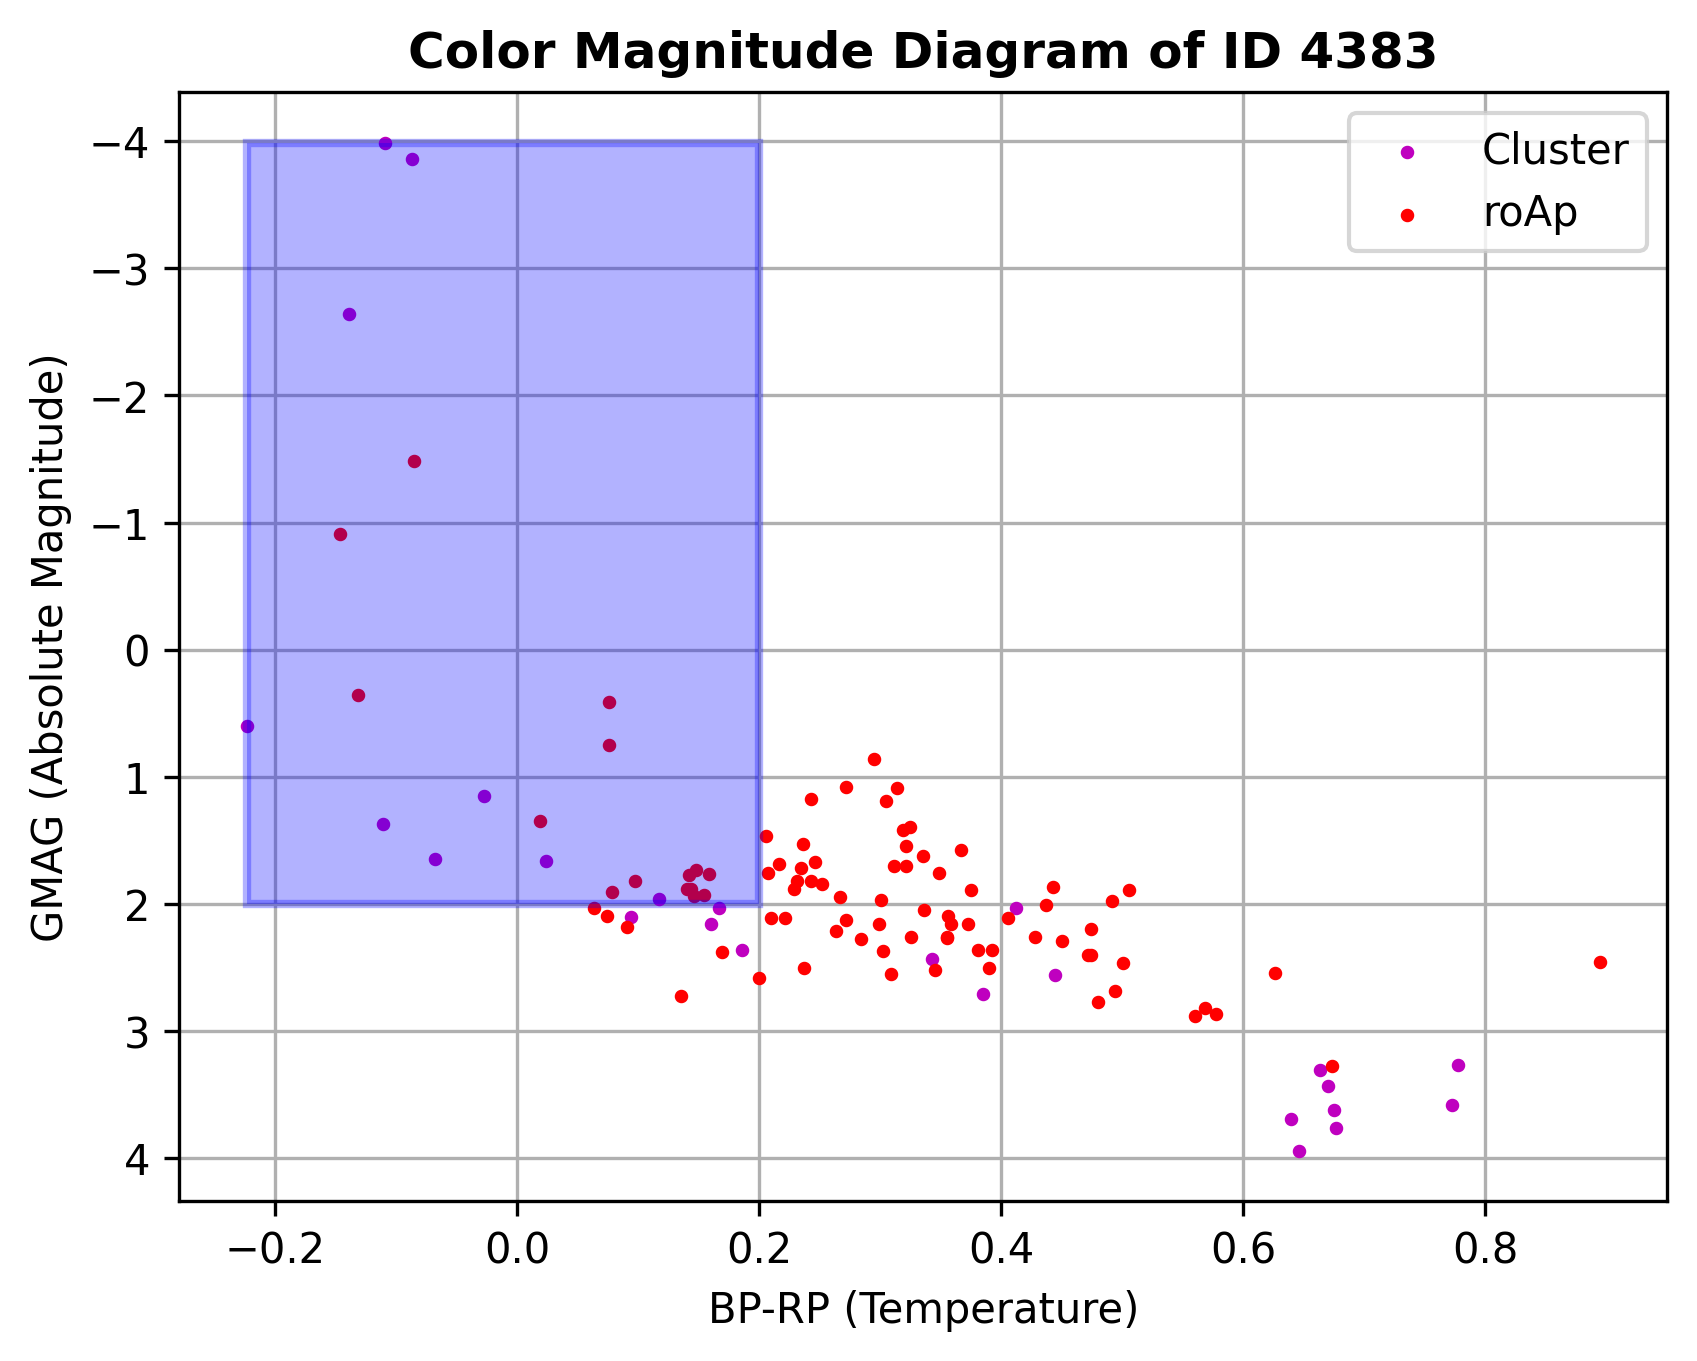 Color Magnitude Diagram of ID 4383
Cluster
roAp
GMAG (Absolute Magnitude)
−4
−3
−2
−1
0
1
2
3
4
−0.2 0.0 0.2 0.4 0.6 0.8
BP-RP (Temperature)